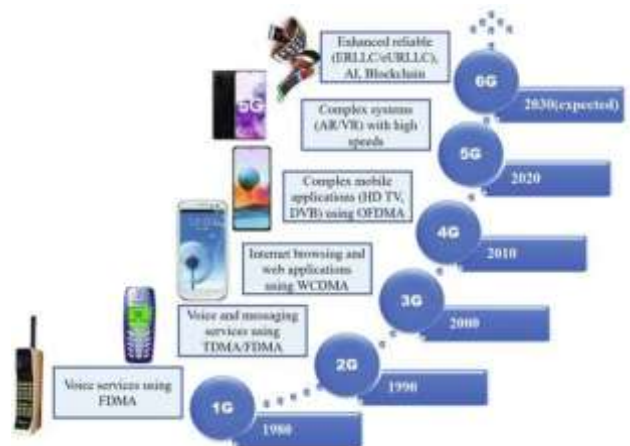 Enhanced reliable
(ERLLC/eURLLC),
AI, Blockchain
6G
2030(expected)
5G
Complex systems
(AR/VR) with high
speeds
5G
2020
Complex mobile
applications (HD TV,
DVB) using OFDMA
4G
2010
Internet browsing and
web applications
using WCDMA
3G
2000
Voice and messaging
services using
TDMA/FDMA
2G
1990
Voice services using
FDMA
1G
1980